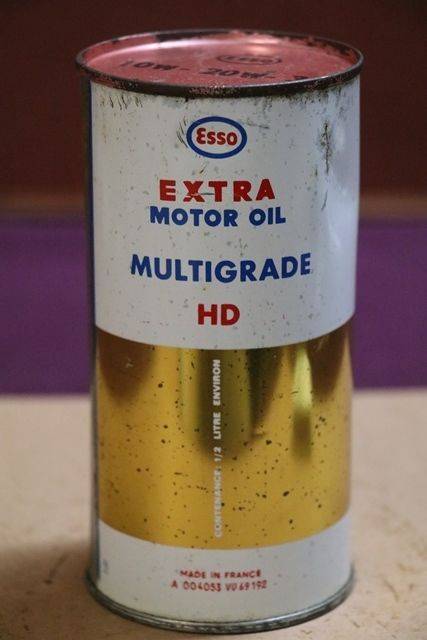 Esso
10W - 20W -
Esso
EXTRA
MOTOR OIL
MULTIGRADE
HD
CONTENANCE: 1/2 LITRE ENVIRON
MADE IN FRANCE
A 004053 VU 69192